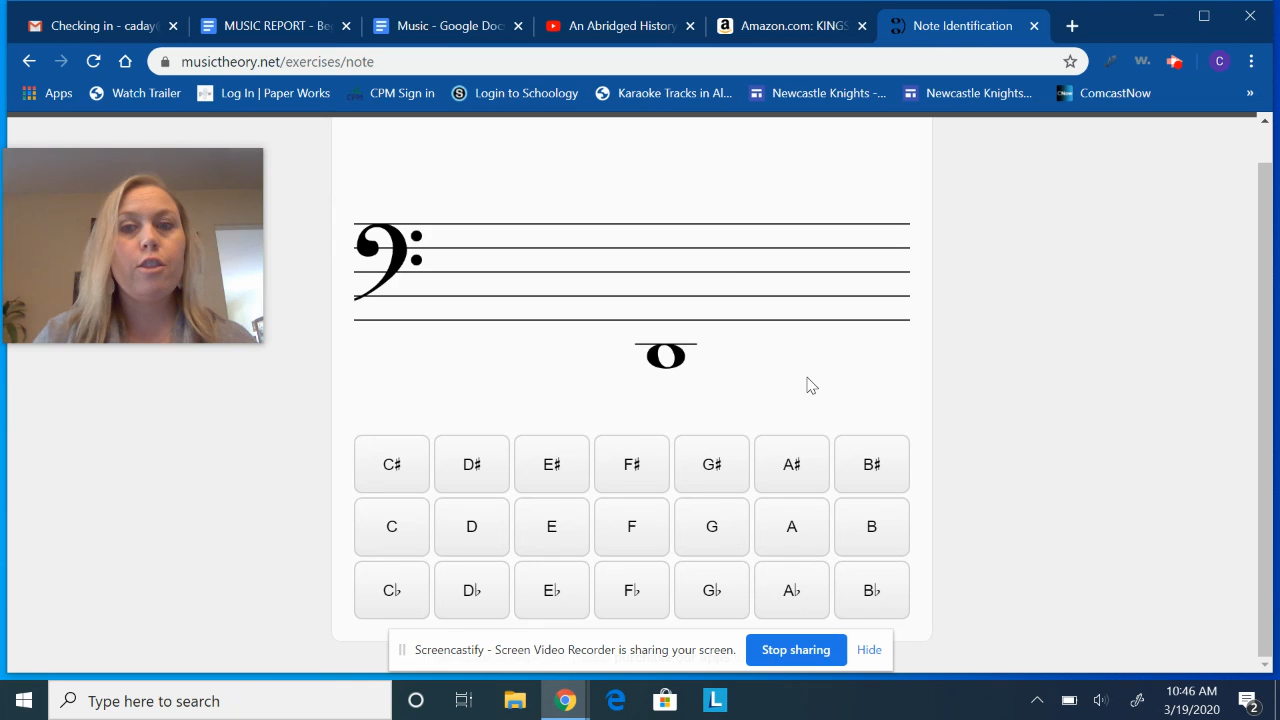 Checking in - caday
MUSIC REPORT - Be
Music - Google Doc
An Abridged History
Amazon.com: KINGS
Note Identification
musictheory.net/exercises/note
C
Apps
Watch Trailer
Log In | Paper Works
CPM Sign in
Login to Schoology
Karaoke Tracks in Al...
Newcastle Knights -...
Newcastle Knights...
ComcastNow
»
C♯ D♯ E♯ F♯ G♯ A♯ B♯
C D E F G A B
C♭ D♭ E♭ F♭ G♭ A♭ B♭
Screencastify - Screen Video Recorder is sharing your screen.
Stop sharing
Hide
Type here to search
L
10:46 AM
3/19/2020
2